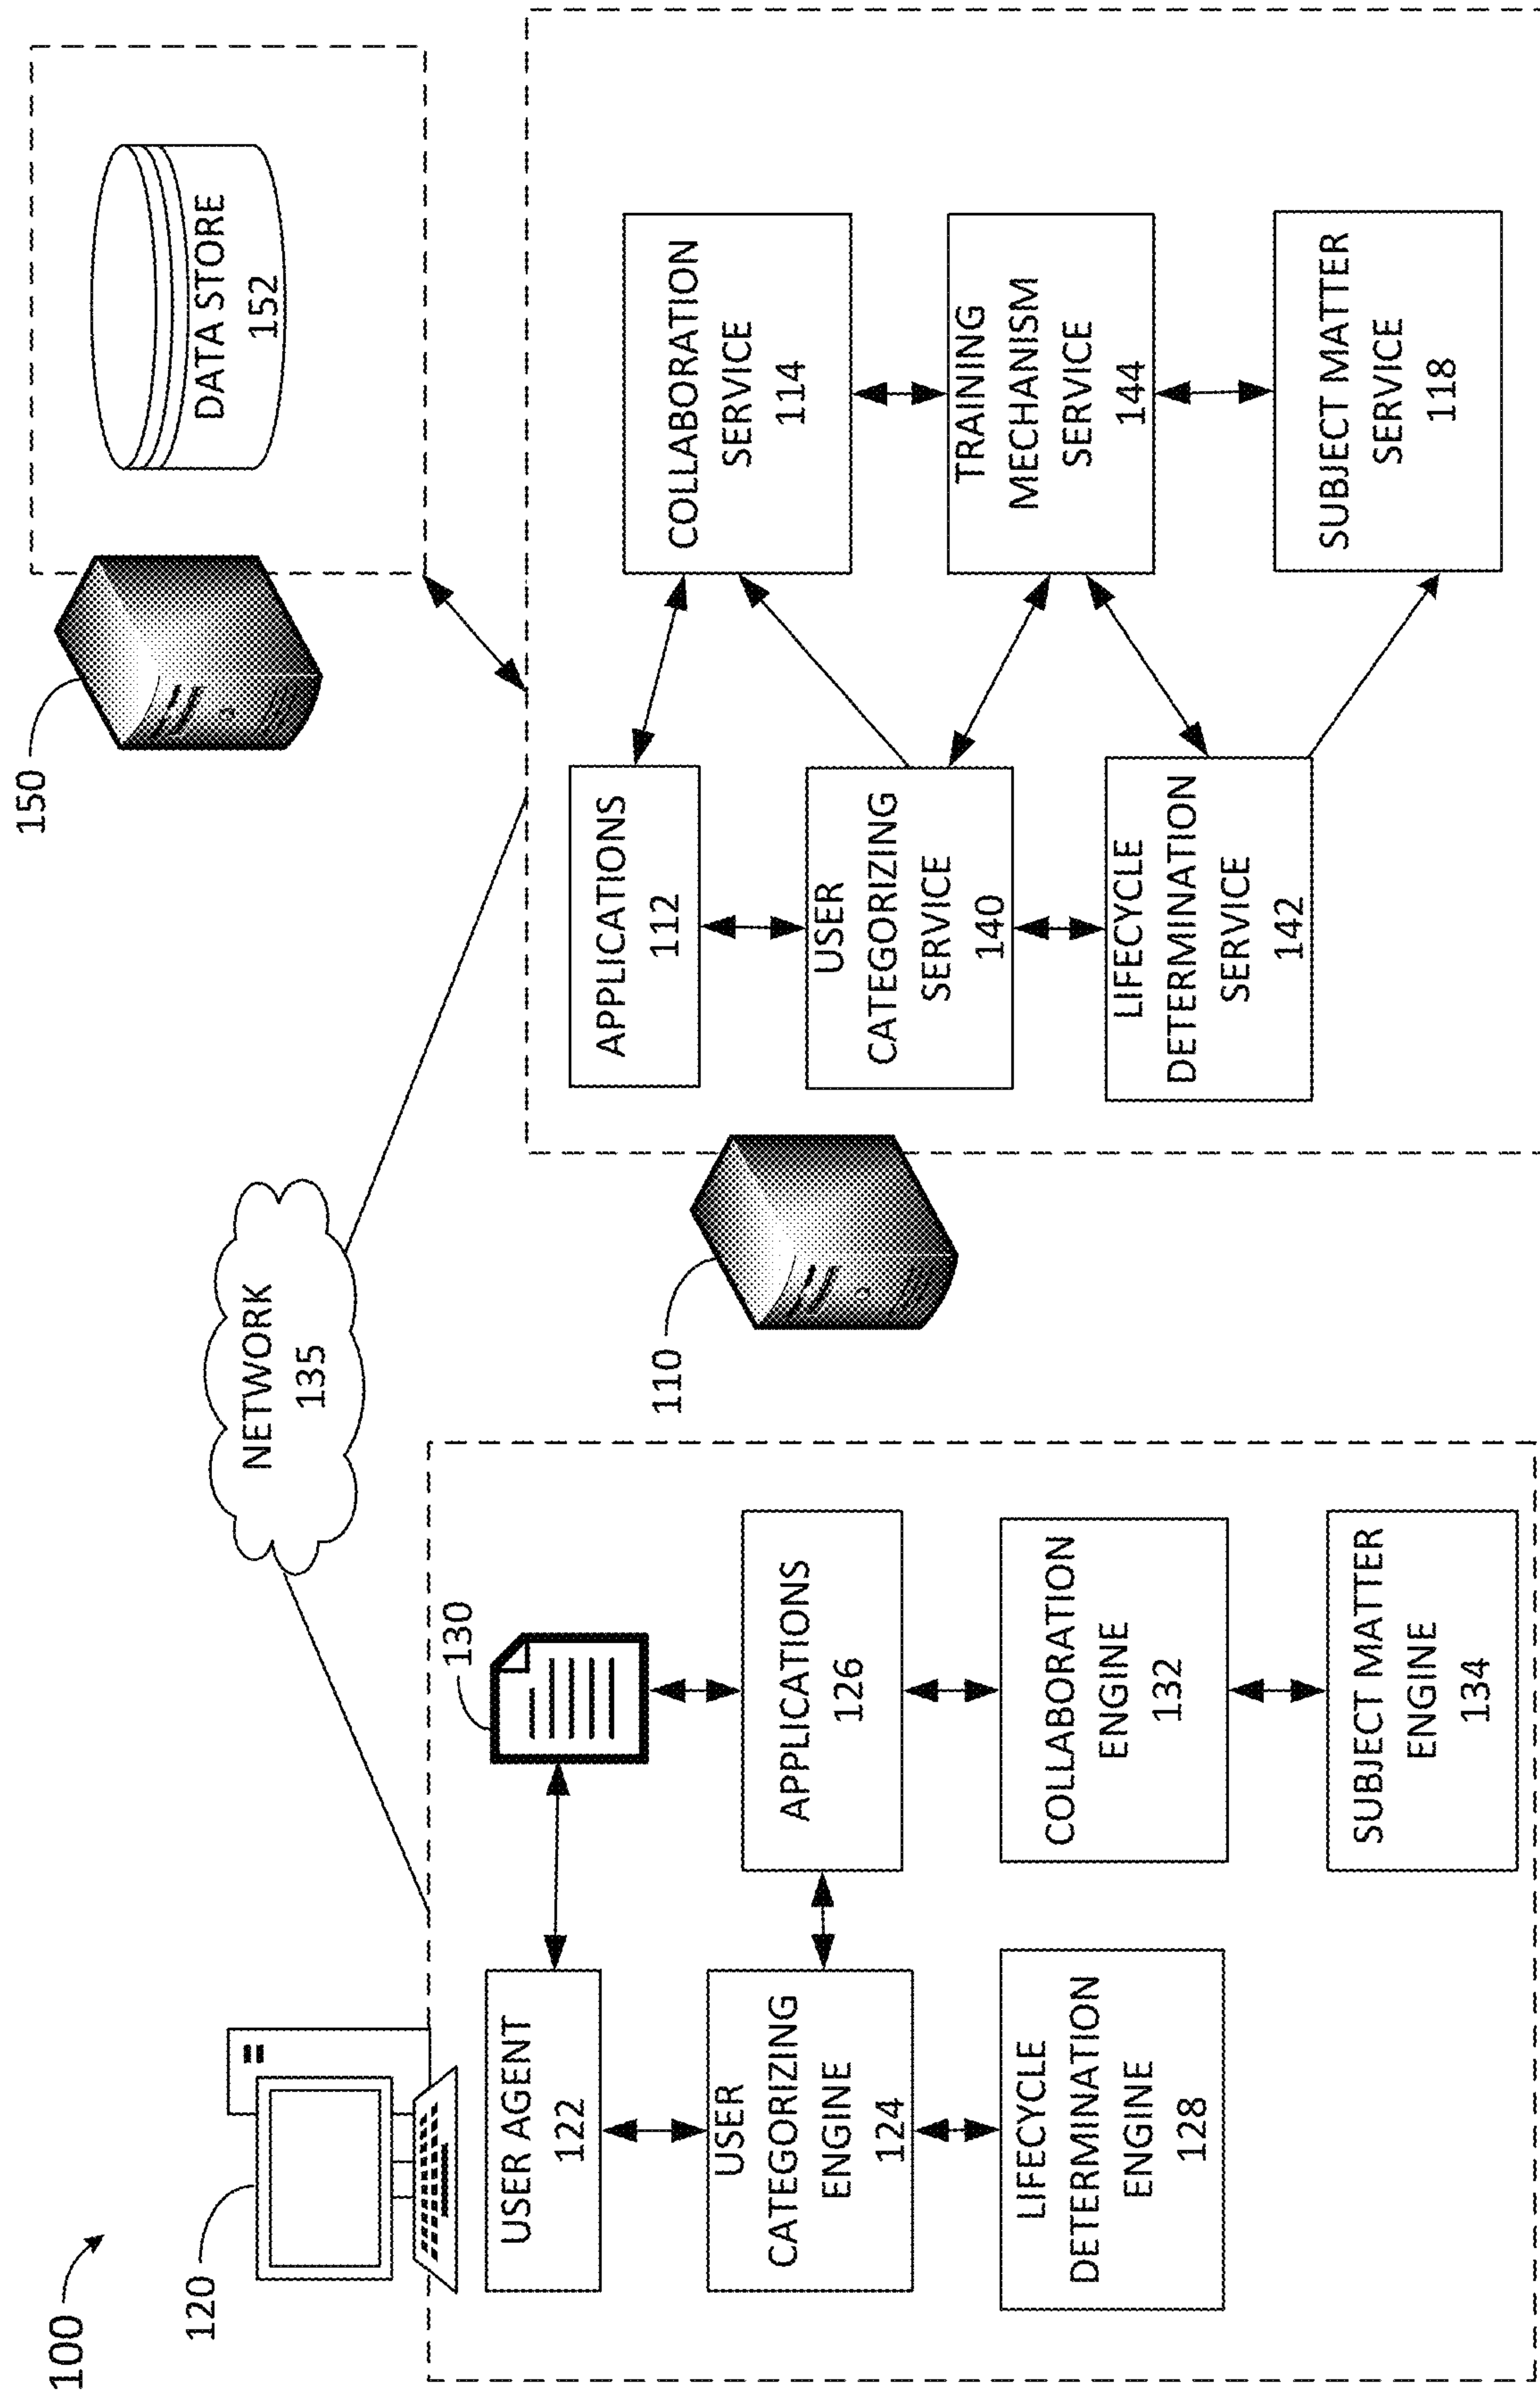 100
120
USER AGENT
122
USER
CATEGORIZING
ENGINE
124
LIFECYCLE
DETERMINATION
ENGINE
128
130
APPLICATIONS
126
COLLABORATION
ENGINE
132
SUBJECT MATTER
ENGINE
134
NETWORK
135
110
APPLICATIONS
112
USER
CATEGORIZING
SERVICE
140
LIFECYCLE
DETERMINATION
SERVICE
142
COLLABORATION
SERVICE
114
TRAINING
MECHANISM
SERVICE
144
SUBJECT MATTER
SERVICE
118
150
DATA STORE
152